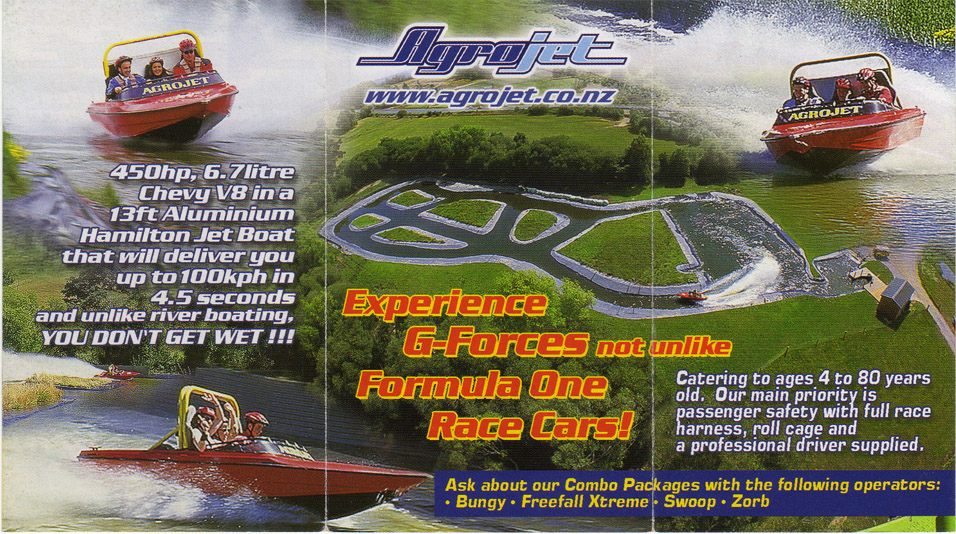 Agrojet
www.agrojet.co.nz
AGROJET
AGROJET
450hp, 6.7litre
Chevy V8 in a
13ft Aluminium
Hamilton Jet Boat
that will deliver you
up to 100kph in
4.5 seconds
and unlike river boating,
YOU DON'T GET WET !!!
Experience
G-Forces not unlike
Formula One
Race Cars!
Catering to ages 4 to 80 years
old. Our main priority is
passenger safety with full race
harness, roll cage and
a professional driver supplied.
Ask about our Combo Packages with the following operators:
• Bungy • Freefall Xtreme • Swoop • Zorb